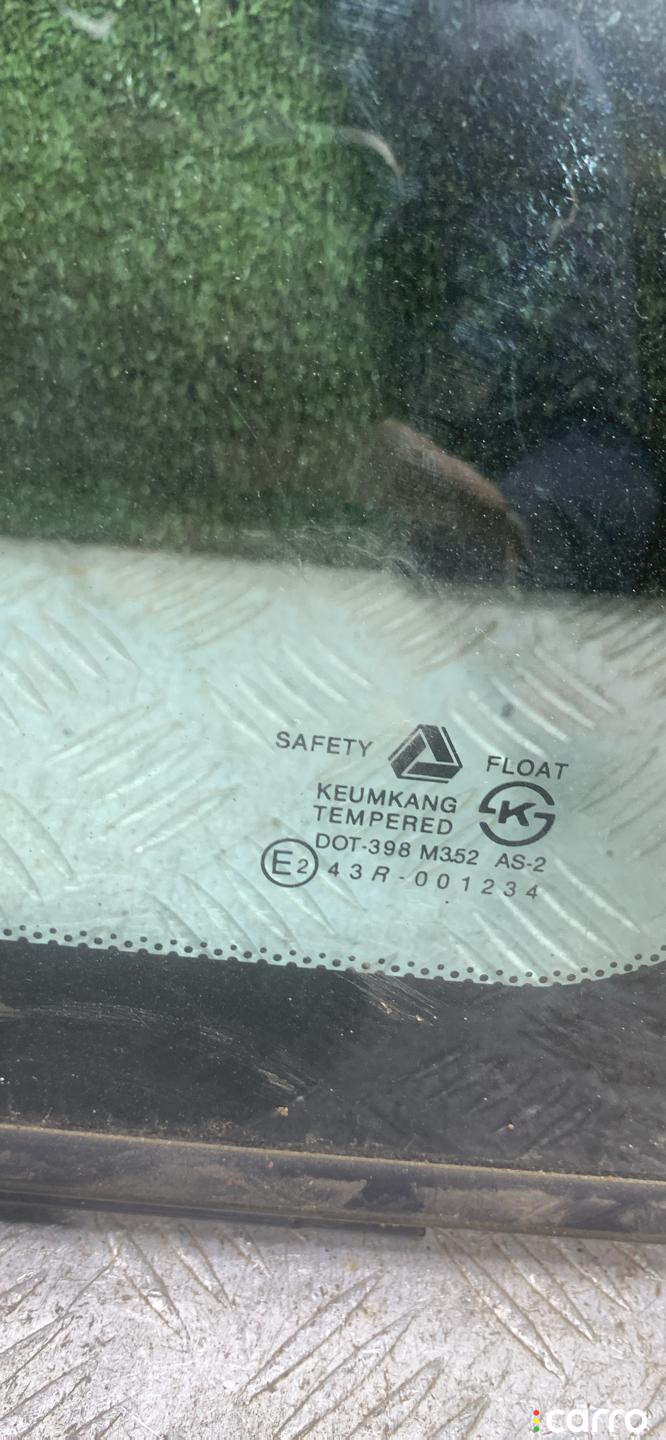 SAFETY FLOAT
KEUMKANG
TEMPERED
K
DOT-398 M352 AS-2
E2 43R-001234
carro